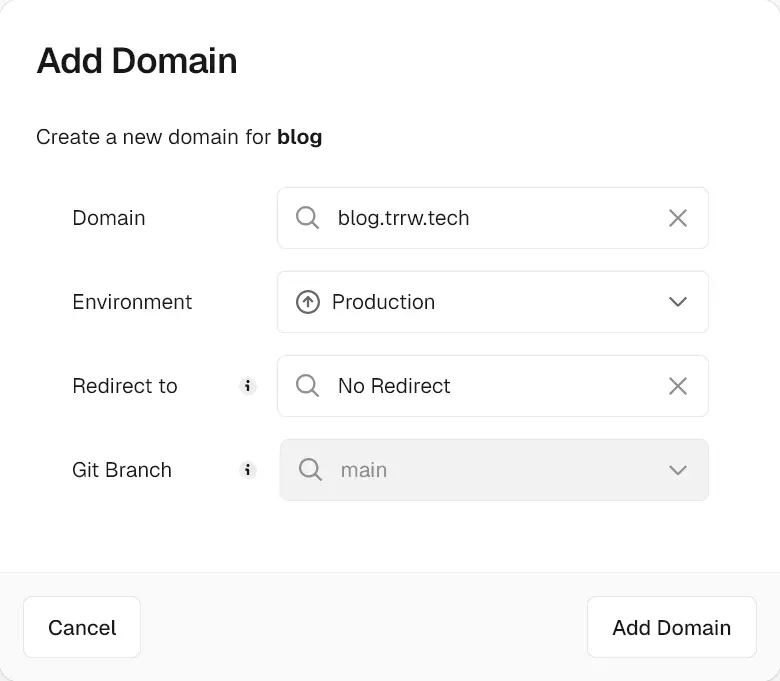 Add Domain
Create a new domain for blog
Domain
blog.trrw.tech
Environment
Production
Redirect to
No Redirect
Git Branch
main
Cancel
Add Domain